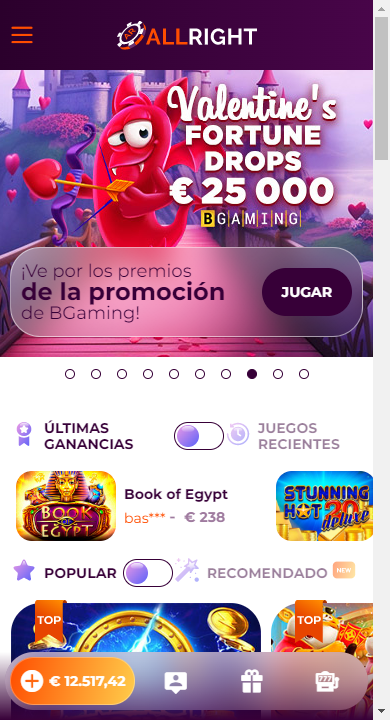 AR ALLRIGHT
Valentine's
FORTUNE
DROPS
€ 25 000
BGAMING
¡Ve por los premios
de la promoción
de BGaming!
JUGAR
ÚLTIMAS
GANANCIAS
JUEGOS
RECIENTES
BOOK OF EGYPT
Book of Egypt
bas*** - € 238
STUNNING
HOT 20
deluxe
POPULAR
RECOMENDADO
NEW
TOP
TOP
€ 12.517,42
777